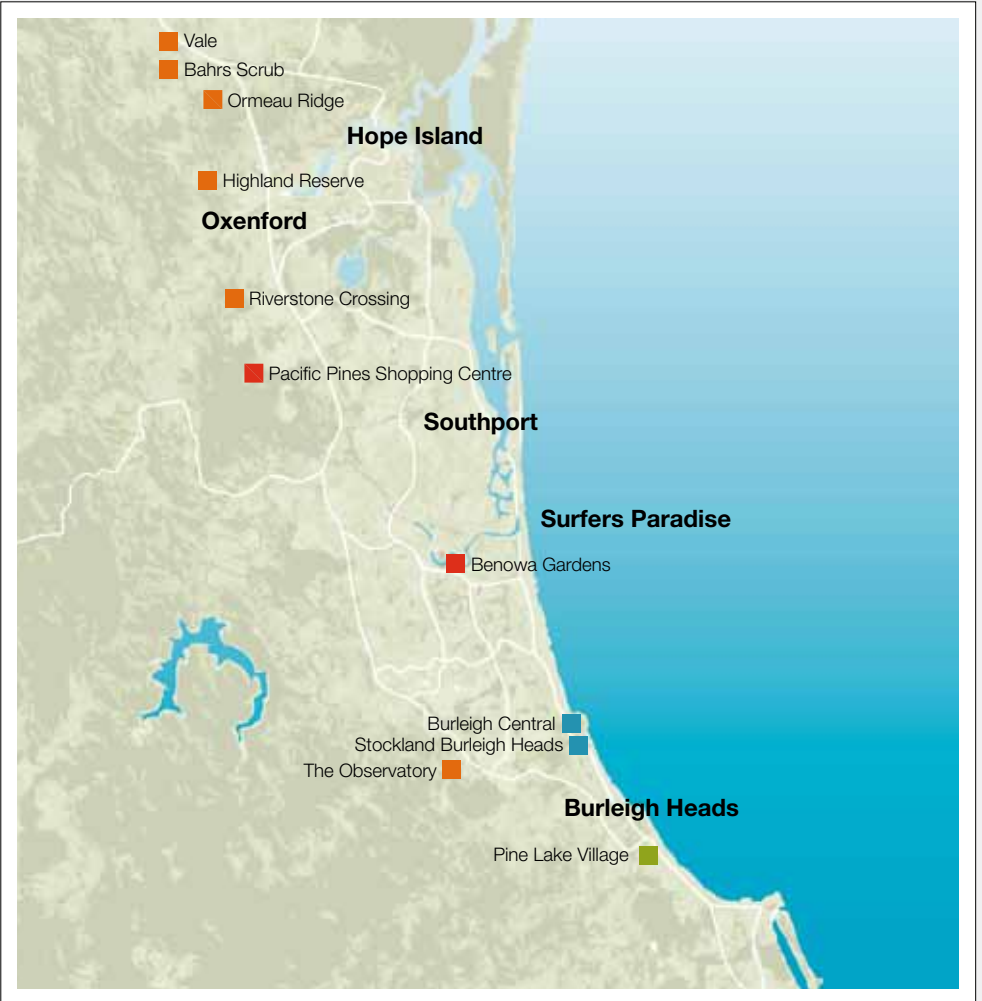 Vale
Bahrs Scrub
Ormeau Ridge
Hope Island
Highland Reserve
Oxenford
Riverstone Crossing
Pacific Pines Shopping Centre
Southport
Surfers Paradise
Benowa Gardens
Burleigh Central
Stockland Burleigh Heads
The Observatory
Burleigh Heads
Pine Lake Village